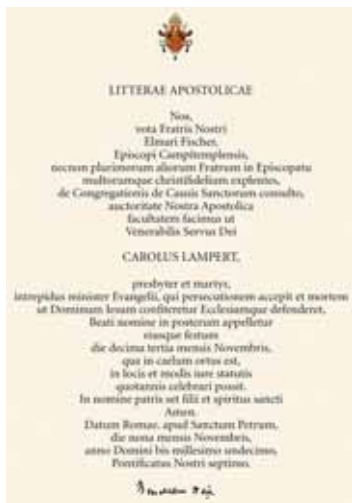 LITTERAE APOSTOLICAE
Nos,
vota Fratris Nostri
Elmari Fischer,
Episcopi Campitemplensis,
necnon plurimorum aliorum Fratrum in Episcopatu
multorumque christifidelium explentes,
de Congregationis de Causis Sanctorum consulto,
auctoritate Nostra Apostolica
facultatem facimus ut
Venerabilis Servus Dei
CAROLUS LAMPERT,
presbyter et martyr,
intrepidus minister Evangelii, qui persecutionem accepit et mortem
ut Dominum Iesum confiteretur Ecclesiamque defenderet,
Beati nomine in posterum appelletur
eiusque festum
die decima tertia mensis Novembris,
qua in caelum ortus est,
in locis et modis iure statutis
quotannis celebrari possit.
In nomine patris set filii et spiritus sancti
Amen.
Datum Romae, apud Sanctum Petrum,
die nona mensis Novembris,
anno Domini bis millesimo undecimo,
Pontificatus Nostri septimo.